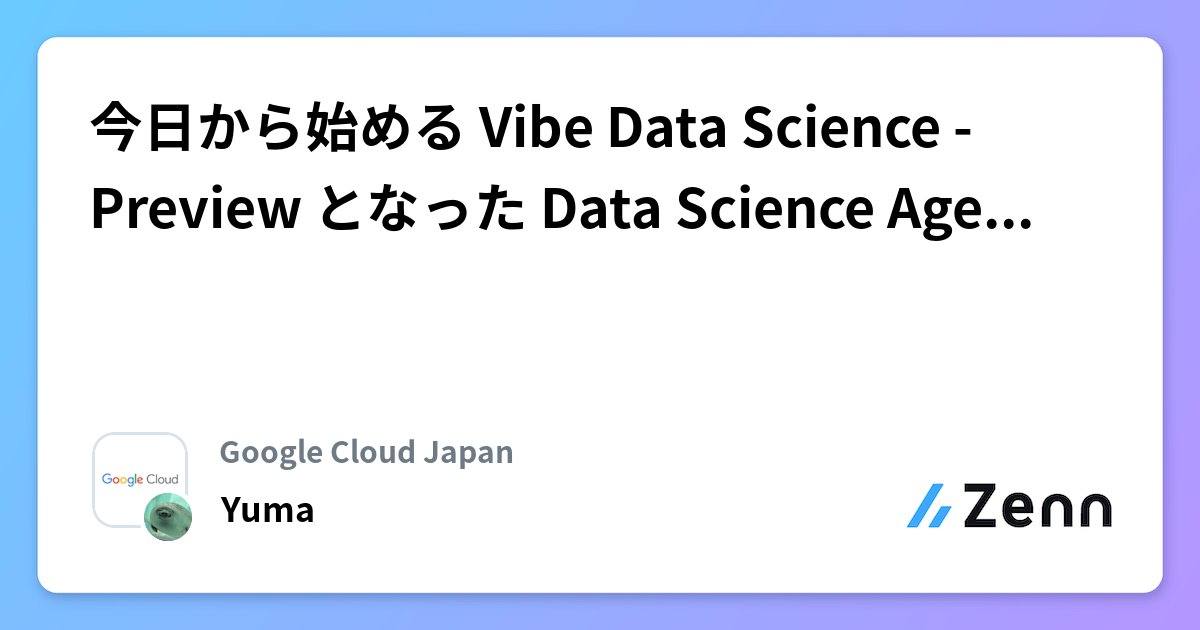 今日から始める Vibe Data Science -
Preview となった Data Science Age...
Google Cloud Japan
Google Cloud
Yuma
Zenn